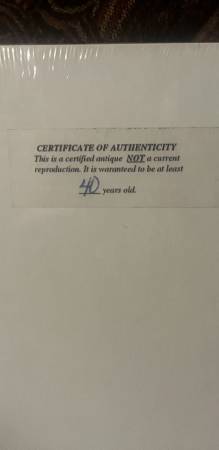 CERTIFICATE OF AUTHENTICITY
This is a certified antique NOT a current
reproduction. It is waranteed to be at least
40 years old.